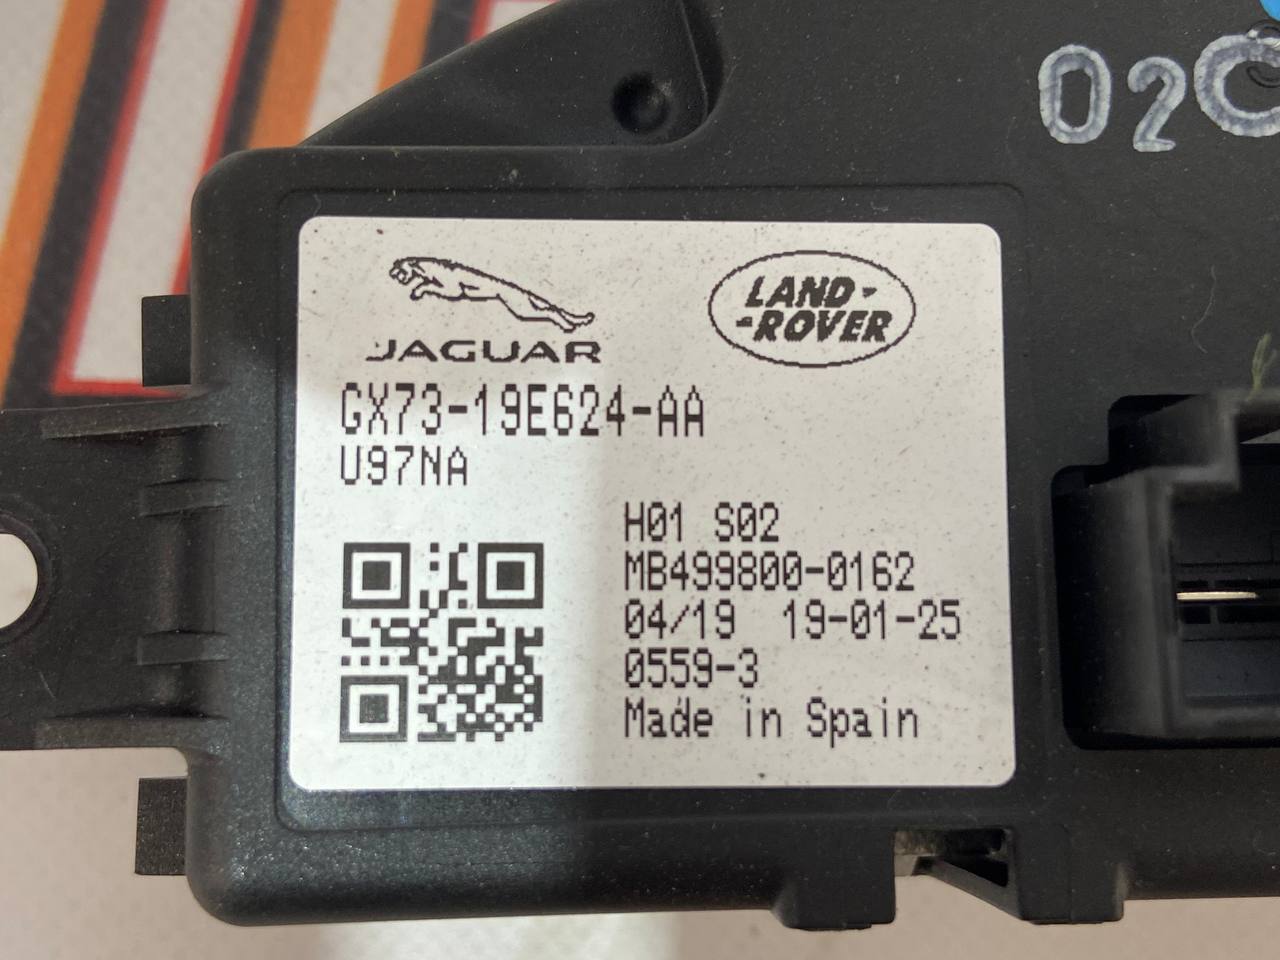 02
JAGUAR
LAND-
-ROVER
GX73-19E624-AA
U97NA
H01 S02
MB499800-0162
04/19 19-01-25
0559-3
Made in Spain